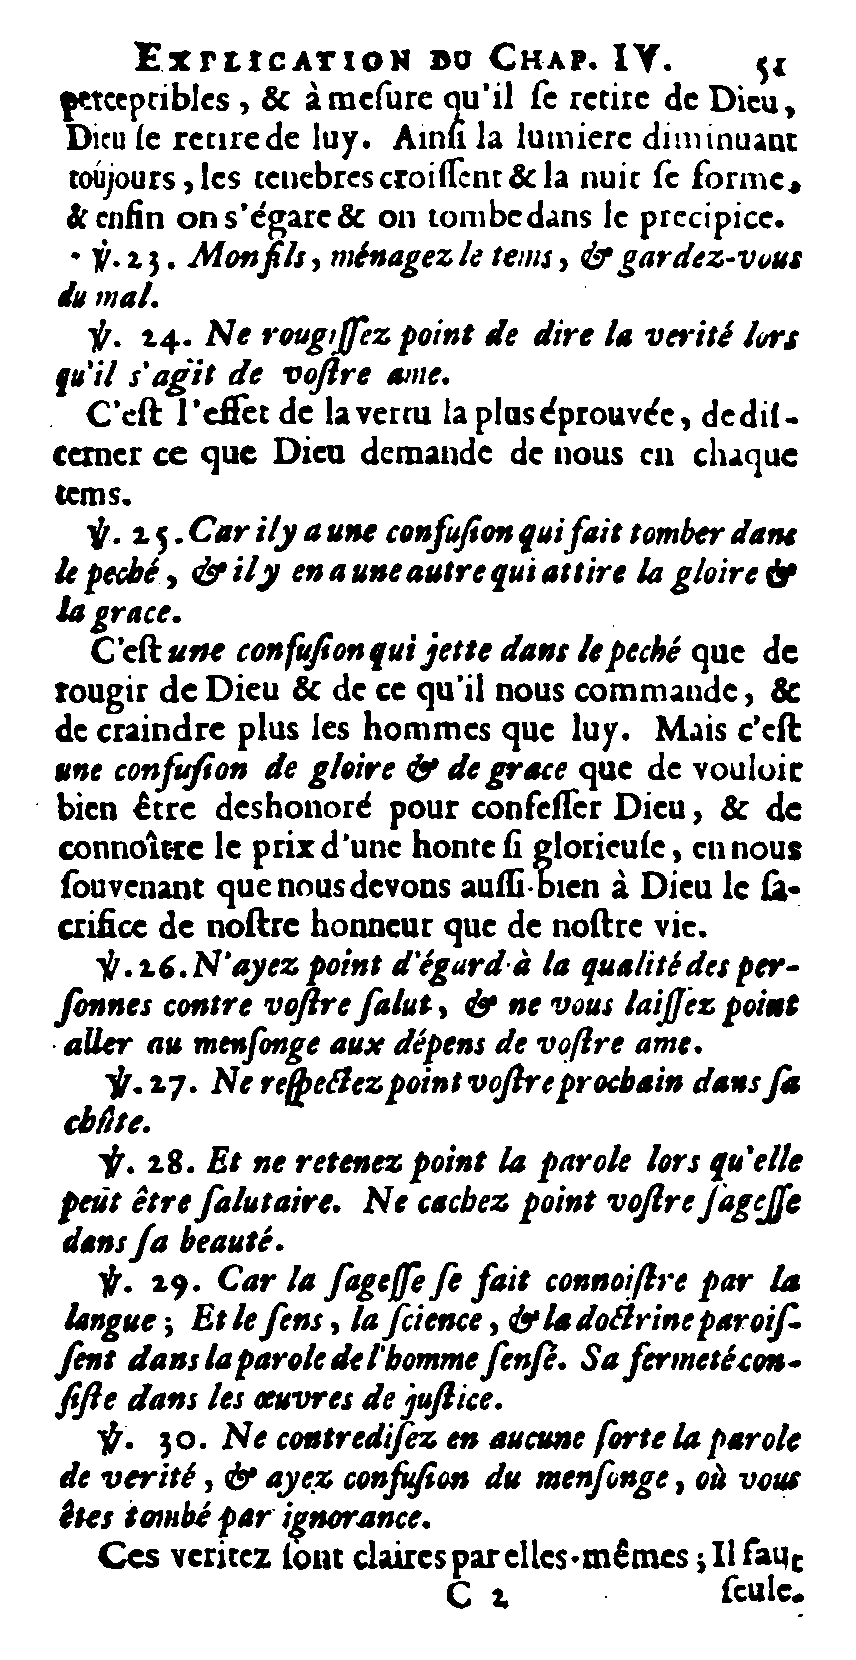 EXPLICATION DU CHAP. IV. 51
perceptibles, & à meſure qu'il ſe retire de Dieu,
Dieu ſe retire de luy. Ainſi la lumiere diminuant
toûjours, les tenebres croiſſent & la nuit ſe forme,
& enfin on s'égare & on tombe dans le precipice.
℣. 23. Mon fils, ménagez le tems, & gardez-vous
du mal.
℣. 24. Ne rougiſſez point de dire la verité lors
qu'il s'agit de voſtre ame.
C'eſt l'effet de la vertu la plus éprouvée, de diſ-
cerner ce que Dieu demande de nous en chaque
tems.
℣. 25. Car il y a une confuſion qui fait tomber dans
le peché, & il y en a une autre qui attire la gloire &
la grace.
C'eſt une confuſion qui jette dans le peché que de
rougir de Dieu & de ce qu'il nous commande, &
de craindre plus les hommes que luy. Mais c'eſt
une confuſion de gloire & de grace que de vouloir
bien être deshonoré pour confeſſer Dieu, & de
connoître le prix d'une honte ſi glorieuſe, en nous
ſouvenant que nous devons auſſi-bien à Dieu le ſa-
crifice de noſtre honneur que de noſtre vie.
℣. 26. N'ayez point d'égard à la qualité des per-
ſonnes contre voſtre ſalut, & ne vous laiſſez point
aller au menſonge aux dépens de voſtre ame.
℣. 27. Ne reſpectez point voſtre prochain dans ſa
chûte.
℣. 28. Et ne retenez point la parole lors qu'elle
peut être ſalutaire. Ne cachez point voſtre ſageſſe
dans ſa beauté.
℣. 29. Car la ſageſſe ſe fait connoiſtre par la
langue; Et le ſens, la ſcience, & la doctrine paroiſ-
ſent dans la parole de l'homme ſenſé. Sa fermeté con-
ſiſte dans les œuvres de juſtice.
℣. 30. Ne contrediſez en aucune ſorte la parole
de verité, & ayez confuſion du menſonge, où vous
êtes tombé par ignorance.
Ces veritez ſont claires par elles-mêmes; Il faut
C 2 ſeule-